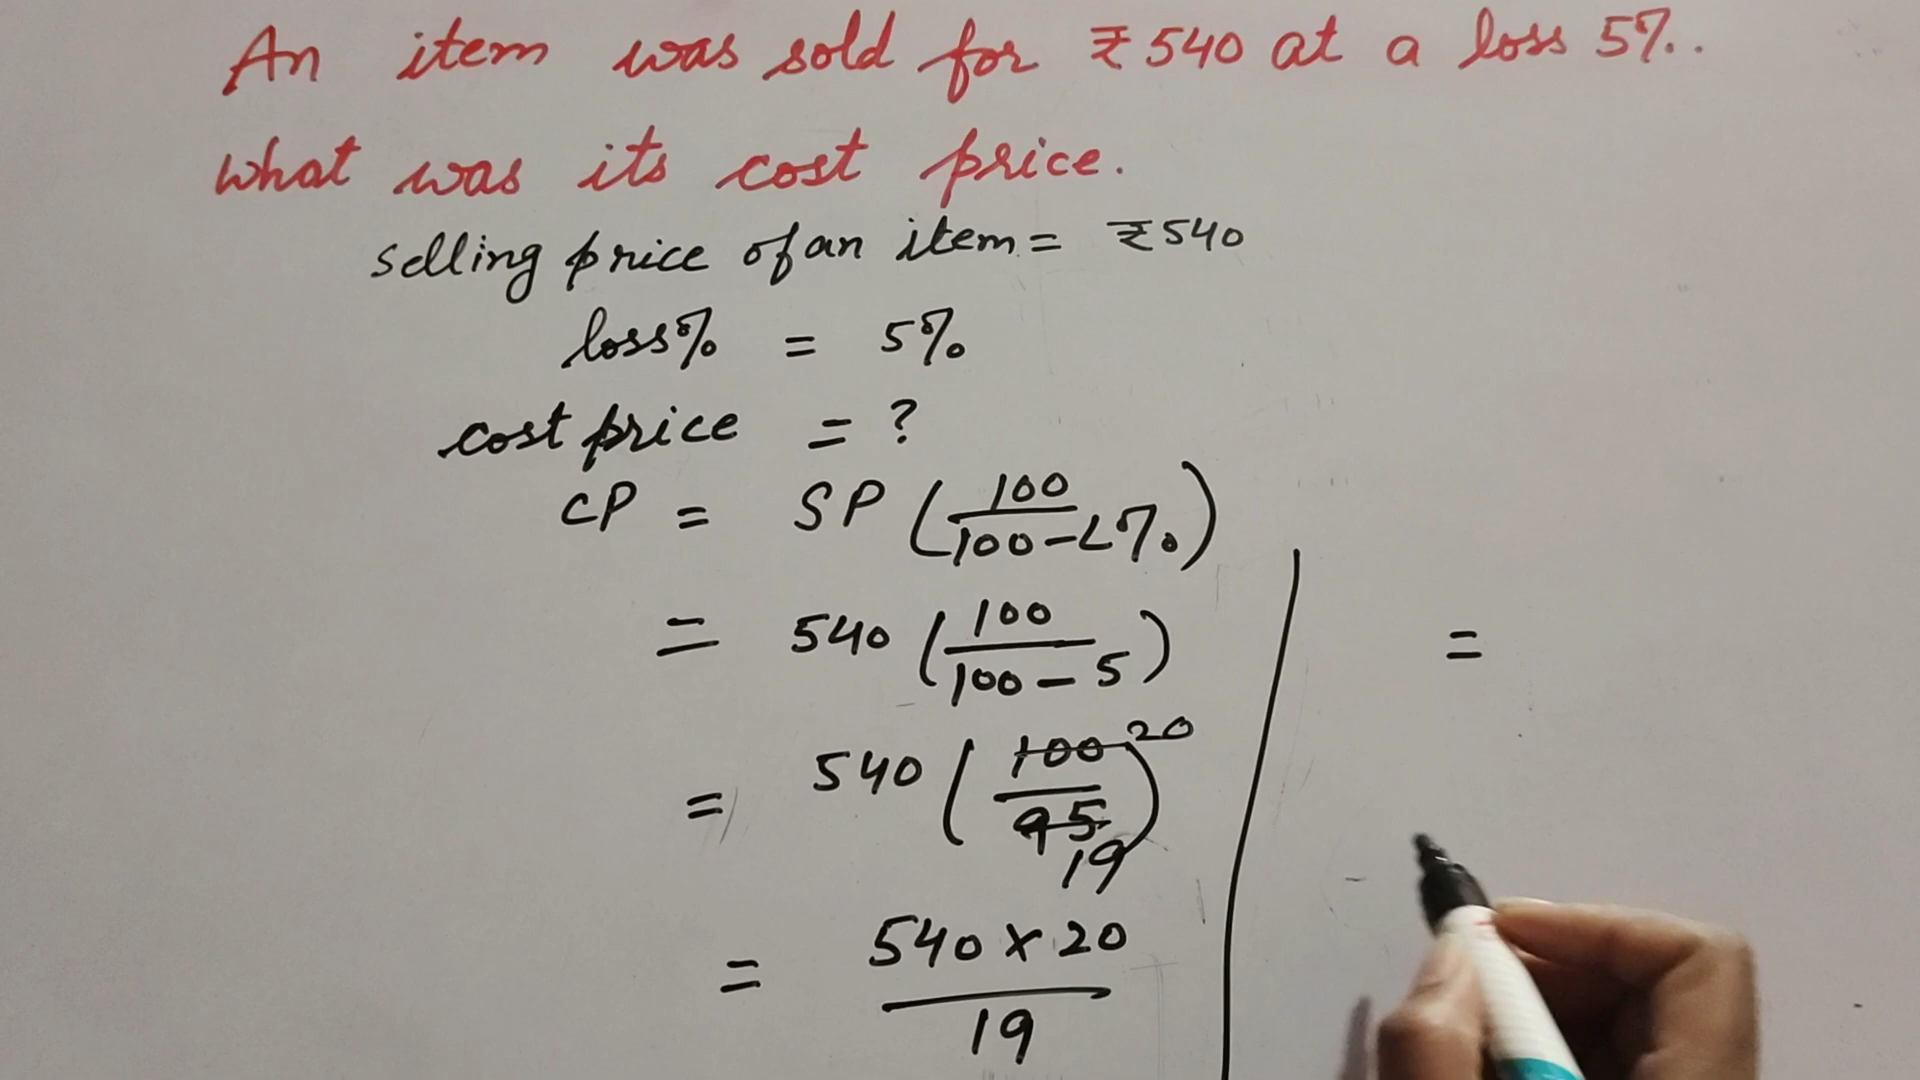 An item was sold for ₹540 at a loss 5%.
What was its cost price.
selling price of an item = ₹540
loss% = 5%
cost price = ?
CP = SP (100/100-L%)
= 540 (100/100-5)
= 540 (100/95) 20 19
= 540×20/19
=